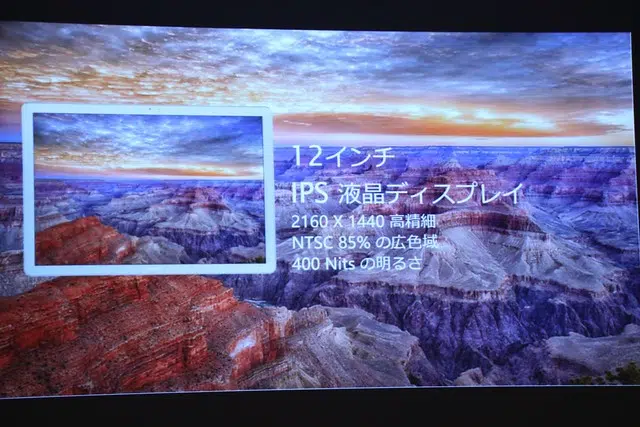 12インチ
IPS 液晶ディスプレイ
2160 X 1440 高精細
NTSC 85% の広色域
400 Nits の明るさ